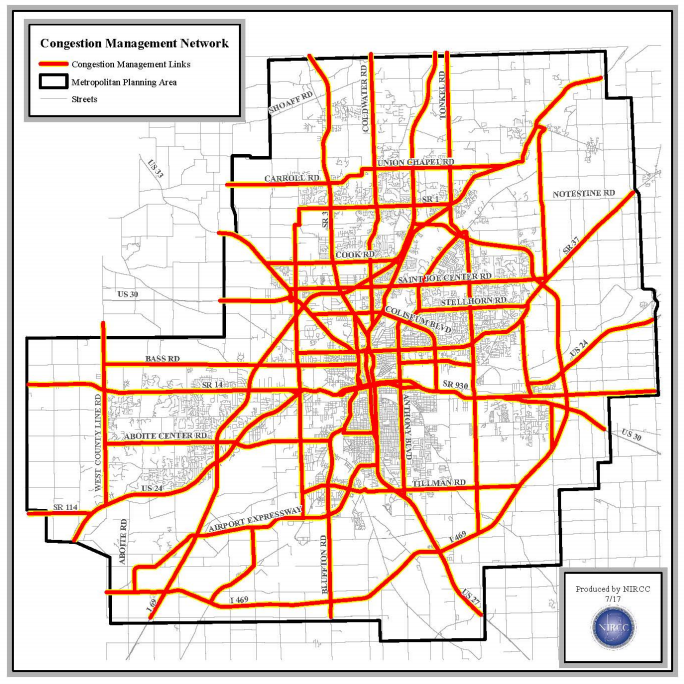 Congestion Management Network
Congestion Management Links
Metropolitan Planning Area
Streets
SHOAFF RD
COLDWATER RD
TONKEL RD
US 33
UNION CHAPEL RD
CARROLL RD
NOTESTINE RD
SR 1
SR 3
SR 37
COOK RD
SAINT JOE CENTER RD
US 30
STELLHORN RD
COLISEUM BLVD
US 24
BASS RD
SR 14
SR 930
WEST COUNTY LINE RD
ANTHONY BLVD
US 30
ABOITE CENTER RD
US 24
TILLMAN RD
SR 114
AIRPORT EXPRESSWAY
ABOITE RD
I 469
BLUFFTON RD
I 69
I 469
US 27
Produced by NIRCC
7/17
NIRCC